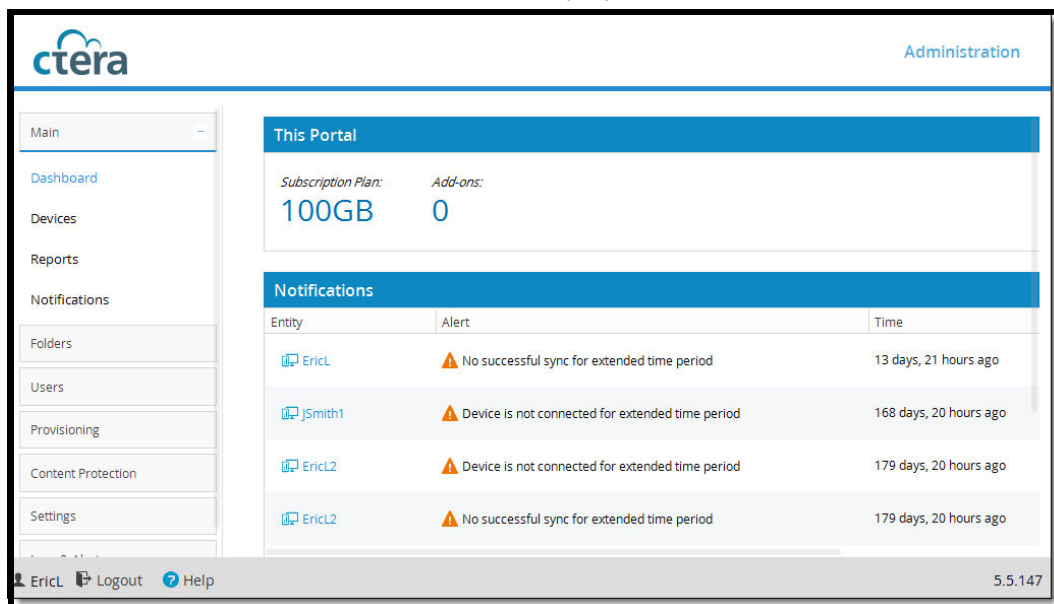 ctera
Administration
Main
Dashboard
Devices
Reports
Notifications
Folders
Users
Provisioning
Content Protection
Settings
This Portal
Subscription Plan: Add-ons:
100GB 0
Notifications
Entity Alert Time
EricL No successful sync for extended time period 13 days, 21 hours ago
JSmith1 Device is not connected for extended time period 168 days, 20 hours ago
EricL2 Device is not connected for extended time period 179 days, 20 hours ago
EricL2 No successful sync for extended time period 179 days, 20 hours ago
EricL Logout ? Help 5.5.147